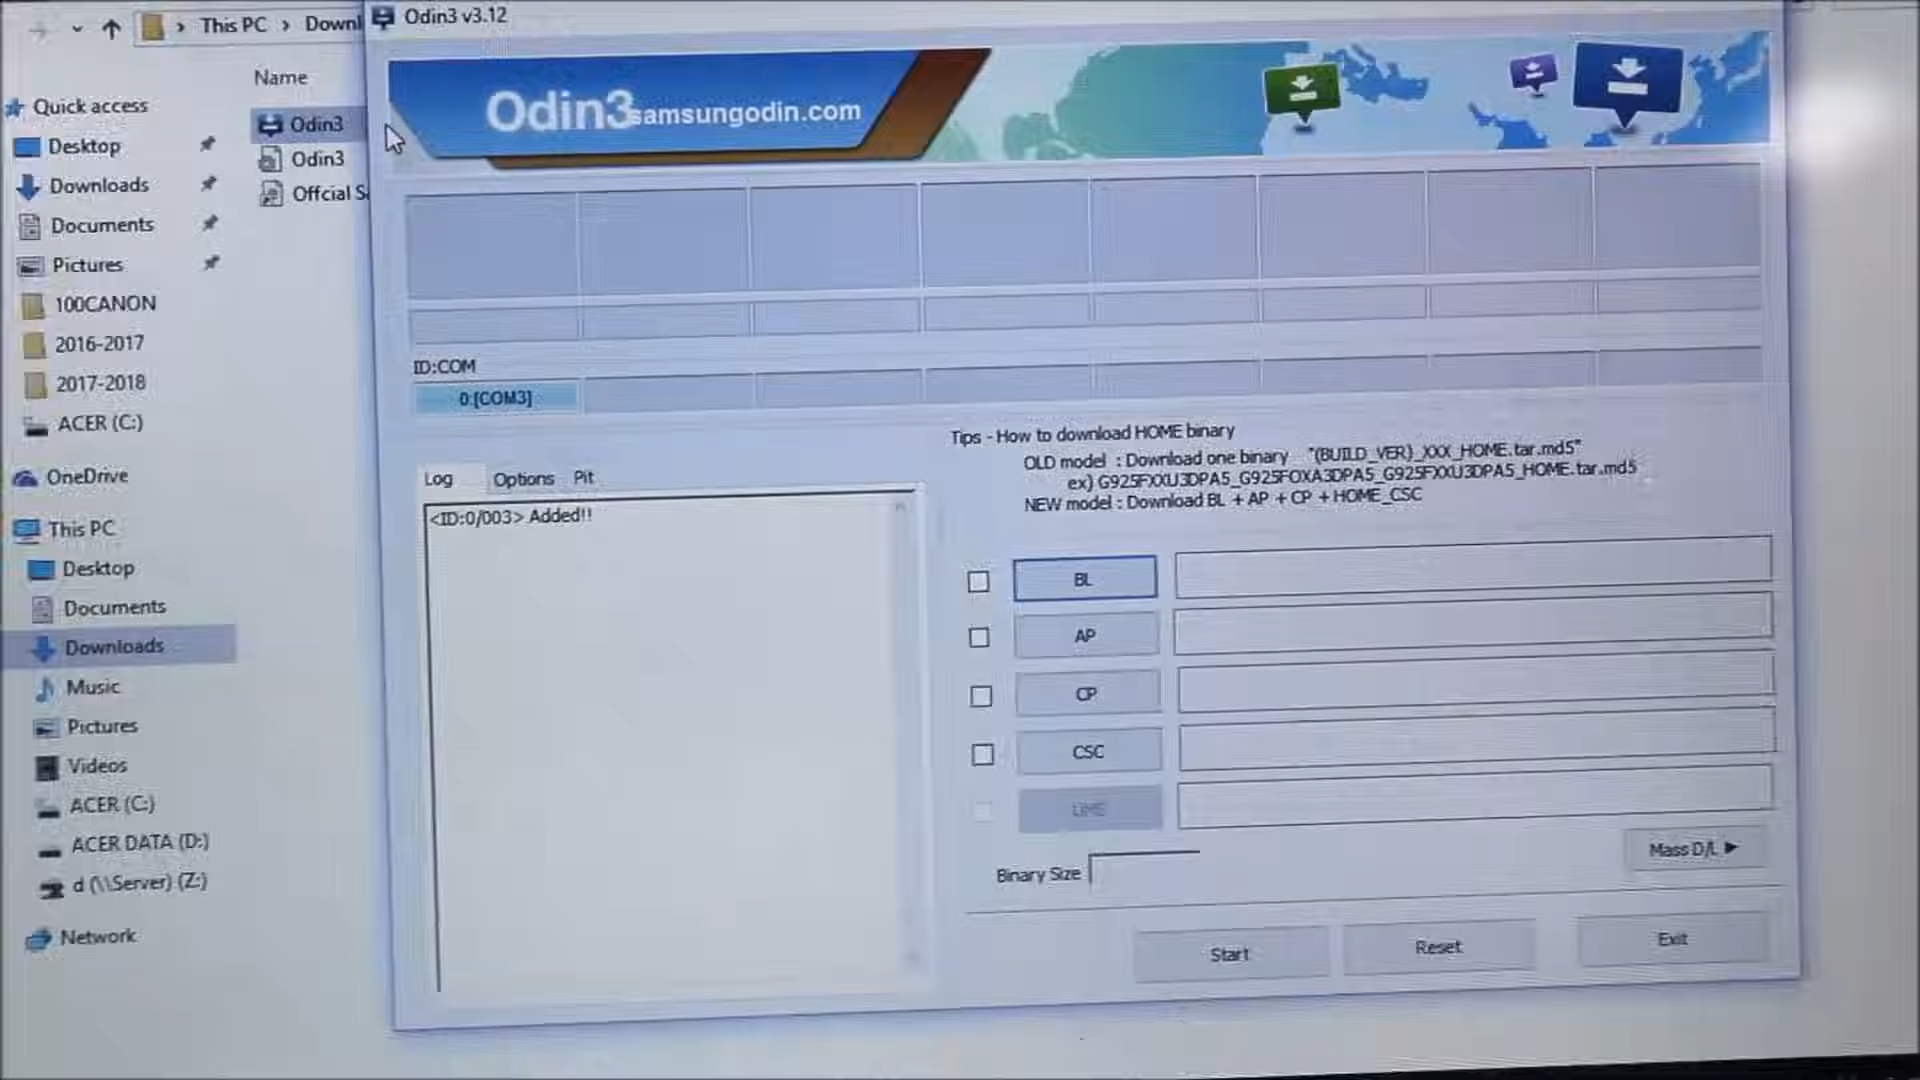 Odin3 v3.12
This PC > Downl
Name
Odin3
Odin3
Offcial S
Quick access
Desktop
Downloads
Documents
Pictures
100CANON
2016-2017
2017-2018
ACER (C:)
OneDrive
This PC
Desktop
Documents
Downloads
Music
Pictures
Videos
ACER (C:)
ACER DATA (D:)
d (\\Server) (Z:)
Network
Odin3 samsungodin.com
ID:COM
0:[COM3]
Log Options Pit
<ID:0/003> Added!!
Tips - How to download HOME binary
OLD model : Download one binary "(BUILD_VER)_XXX_HOME.tar.md5"
ex) G925FXXU3DPA5_G925FOXA3DPA5_G925FXXU3DPA5_HOME.tar.md5
NEW model : Download BL + AP + CP + HOME_CSC
BL
AP
CP
CSC
UMS
Binary Size
Mass D/L
Start
Reset
Exit